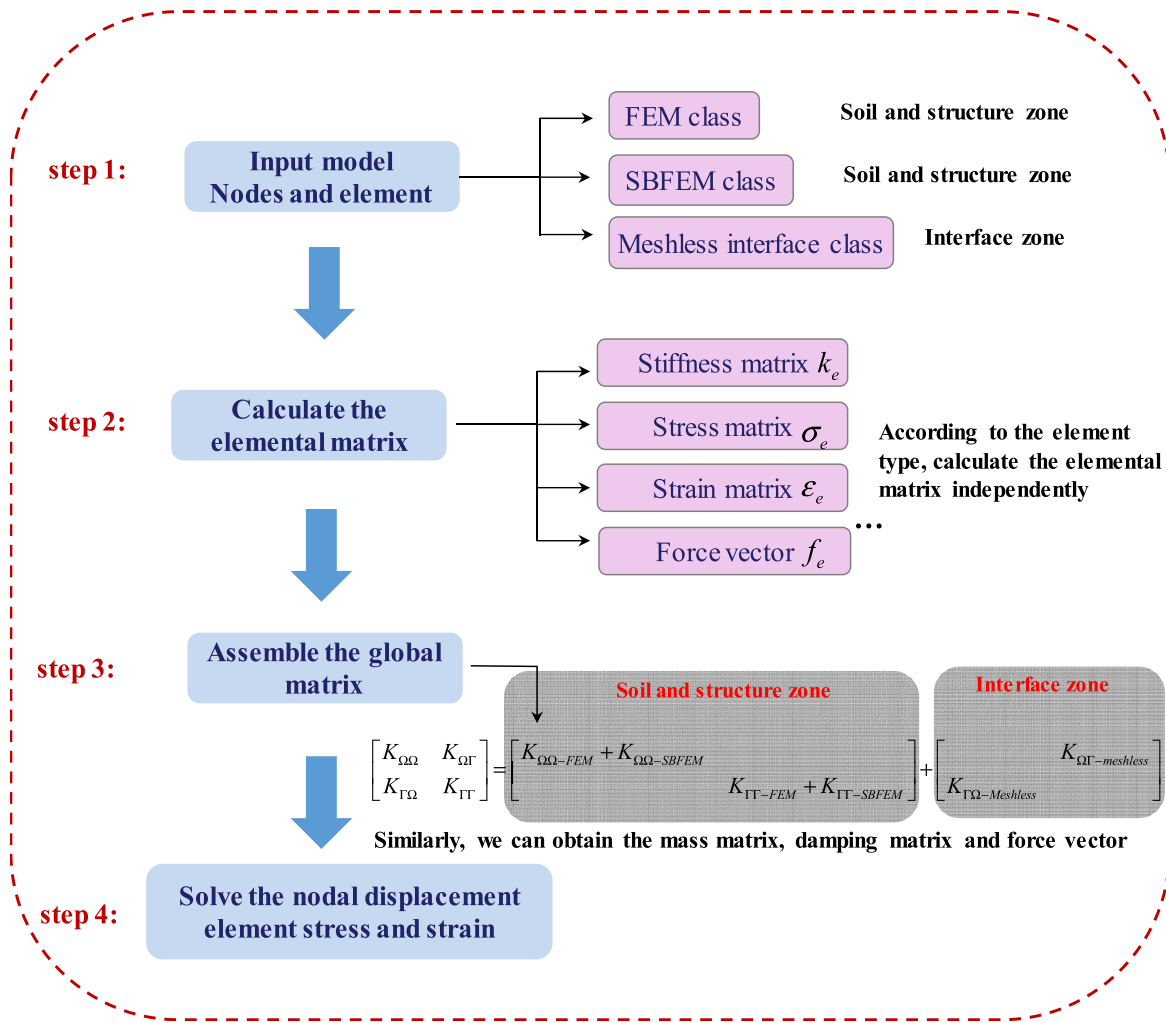 step 1:
Input model
Nodes and element
FEM class
Soil and structure zone
SBFEM class
Soil and structure zone
Meshless interface class
Interface zone
step 2:
Calculate the
elemental matrix
Stiffness matrix k_e
Stress matrix σ_e
Strain matrix ε_e
Force vector f_e
...
According to the element
type, calculate the elemental
matrix independently
step 3:
Assemble the global
matrix
Soil and structure zone
Interface zone
[K_ΩΩ K_ΩΓ] = [K_ΩΩ-FEM + K_ΩΩ-SBFEM ] + [ K_ΩΓ-meshless]
[K_ΓΩ K_ΓΓ] [ K_ΓΓ-FEM + K_ΓΓ-SBFEM] [K_ΓΩ-Meshless ]
Similarly, we can obtain the mass matrix, damping matrix and force vector
step 4:
Solve the nodal displacement
element stress and strain